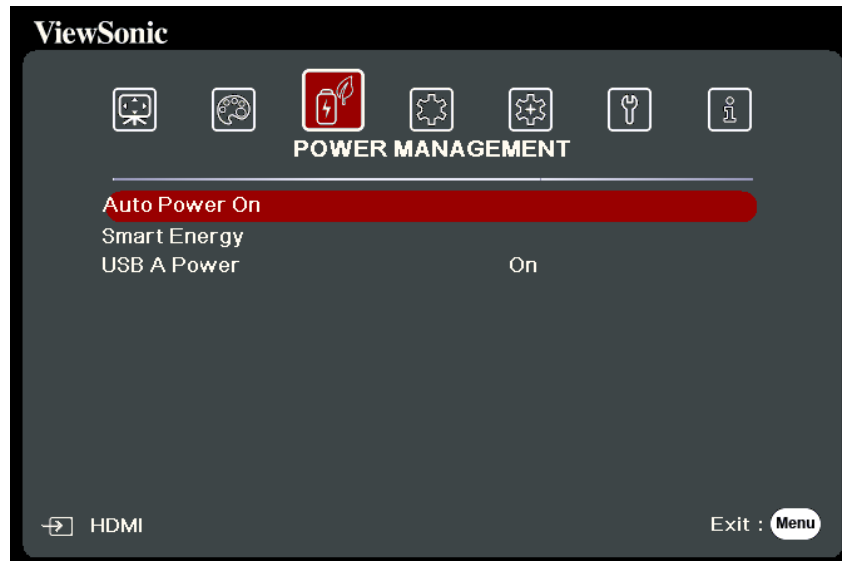 ViewSonic
POWER MANAGEMENT
Auto Power On
Smart Energy
USB A Power On
HDMI
Exit : Menu